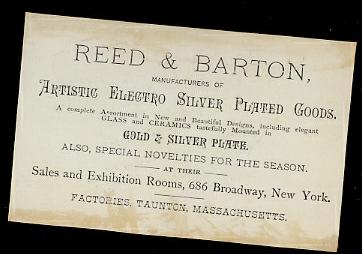 REED & BARTON,
MANUFACTURERS OF
ARTISTIC ELECTRO SILVER PLATED GOODS.
A complete Assortment in New and Beautiful Designs, including elegant
GLASS and CERAMICS tastefully Mounted in
GOLD & SILVER PLATE.
ALSO, SPECIAL NOVELTIES FOR THE SEASON.
AT THEIR
Sales and Exhibition Rooms, 686 Broadway, New York.
FACTORIES, TAUNTON, MASSACHUSETTS.